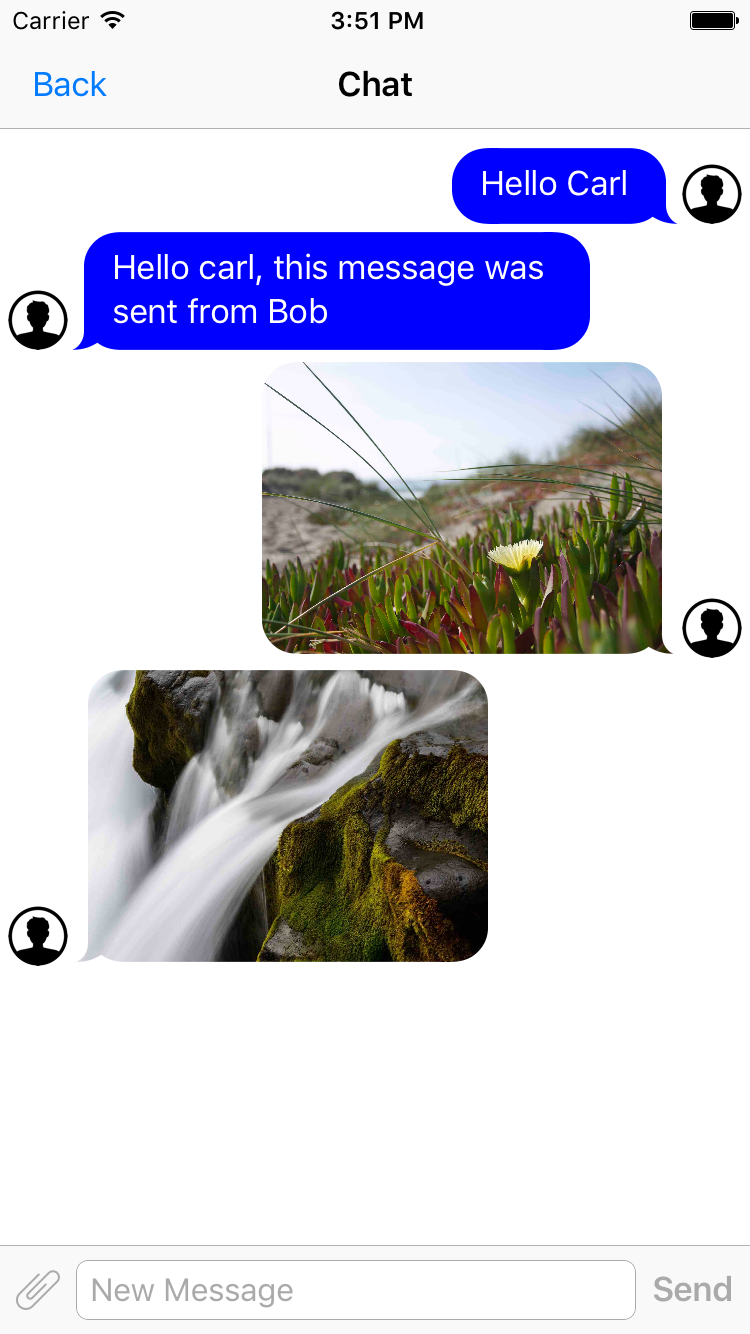 Carrier
3:51 PM
Back
Chat
Hello Carl
Hello carl, this message was
sent from Bob
New Message
Send